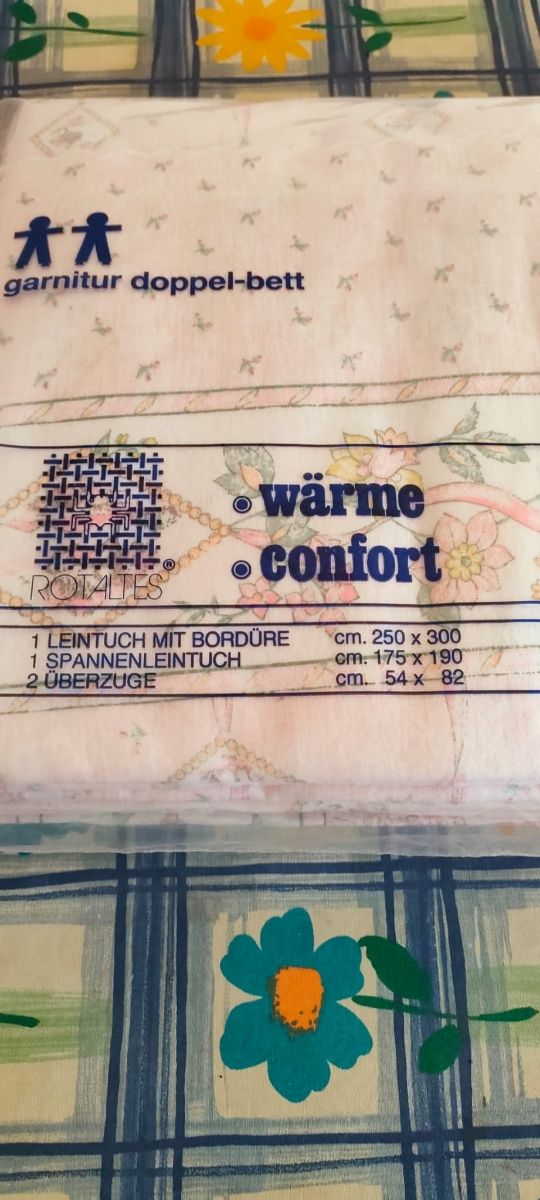 garnitur doppel-bett
wärme
confort
ROTALTES®
1 LEINTUCH MIT BORDÜRE cm. 250 x 300
1 SPANNENLEINTUCH cm. 175 x 190
2 ÜBERZUGE cm. 54 x 82